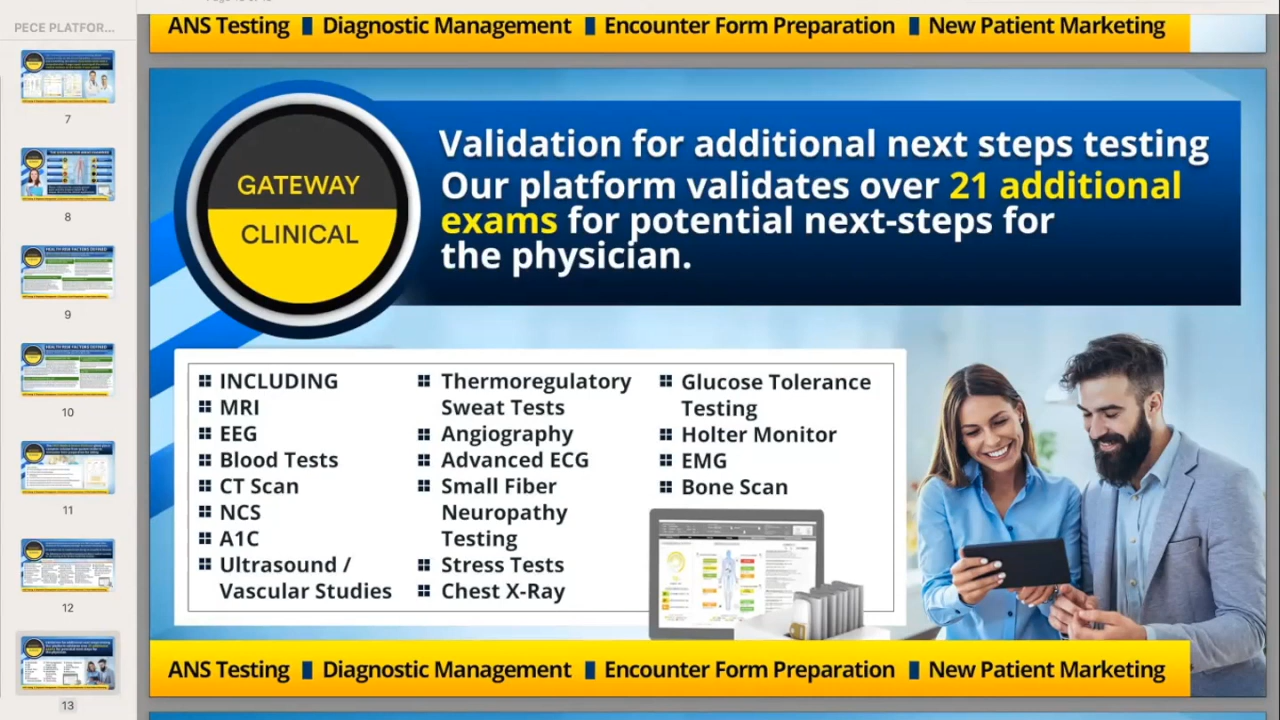 PECE PLATFOR...
ANS Testing Diagnostic Management Encounter Form Preparation New Patient Marketing
GATEWAY
CLINICAL
Validation for additional next steps testing
Our platform validates over 21 additional
exams for potential next-steps for
the physician.
INCLUDING
MRI
EEG
Blood Tests
CT Scan
NCS
A1C
Ultrasound /
Vascular Studies
Thermoregulatory
Sweat Tests
Angiography
Advanced ECG
Small Fiber
Neuropathy
Testing
Stress Tests
Chest X-Ray
Glucose Tolerance
Testing
Holter Monitor
EMG
Bone Scan
ANS Testing Diagnostic Management Encounter Form Preparation New Patient Marketing
7
8
9
10
11
12
13